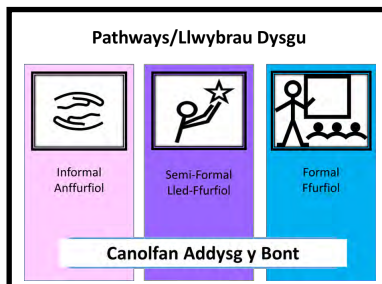 Pathways/Llwybrau Dysgu
Informal
Anffurfiol
Semi-Formal
Lled-Ffurfiol
Formal
Ffurfiol
Canolfan Addysg y Bont